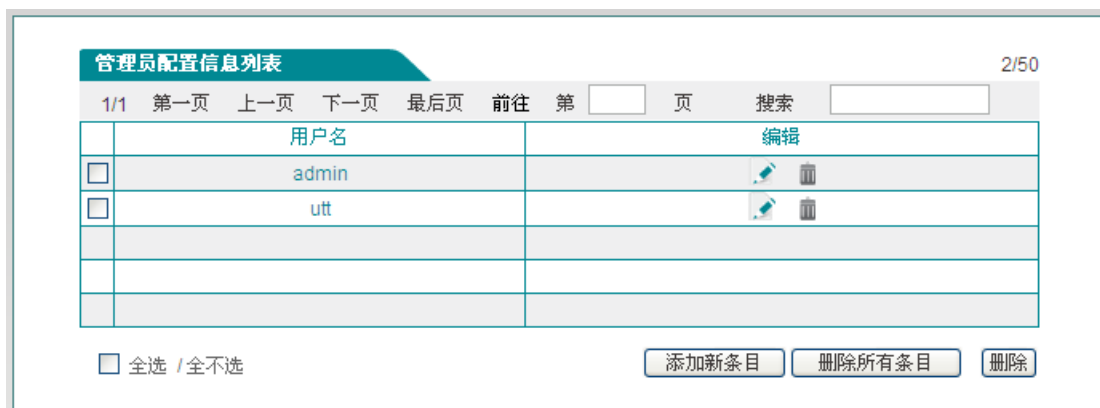 管理员配置信息列表 2/50
1/1 第一页 上一页 下一页 最后页 前往 第 页 搜索
用户名 编辑
admin
utt
全选 / 全不选 添加新条目 删除所有条目 删除